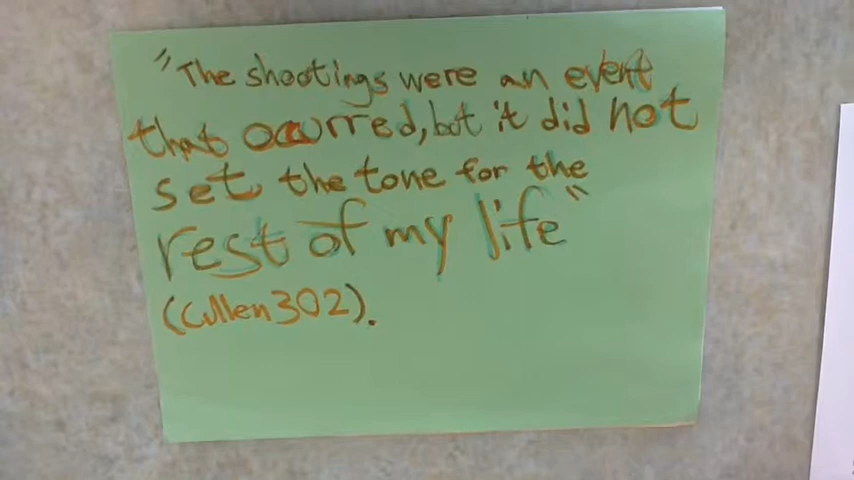 "The shootings were an event
that ocurred, but it did not
set the tone for the
rest of my life"
(Cullen 302).